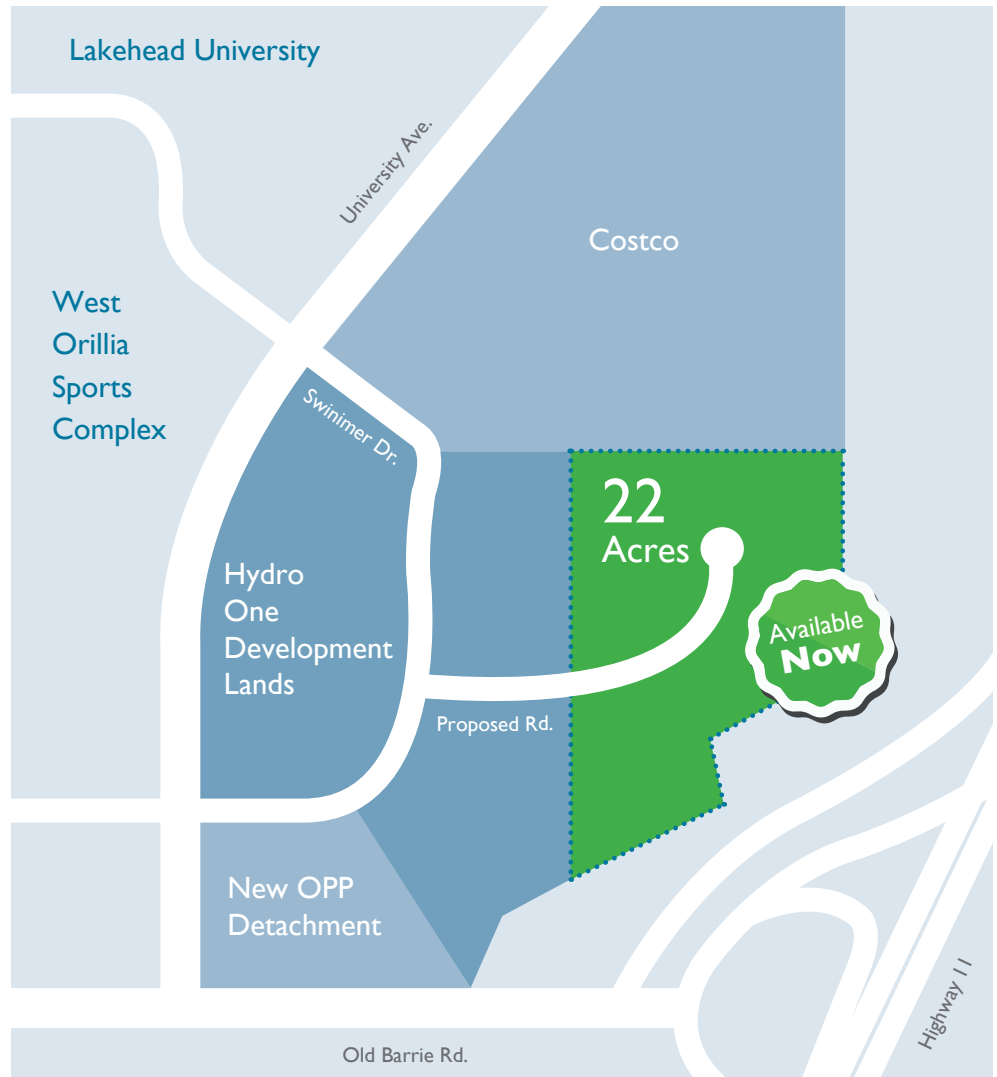 Lakehead University
University Ave.
Costco
West
Orillia
Sports
Complex
Swinimer Dr.
22
Acres
Hydro
One
Development
Lands
Available
Now
Proposed Rd.
New OPP
Detachment
Highway 11
Old Barrie Rd.